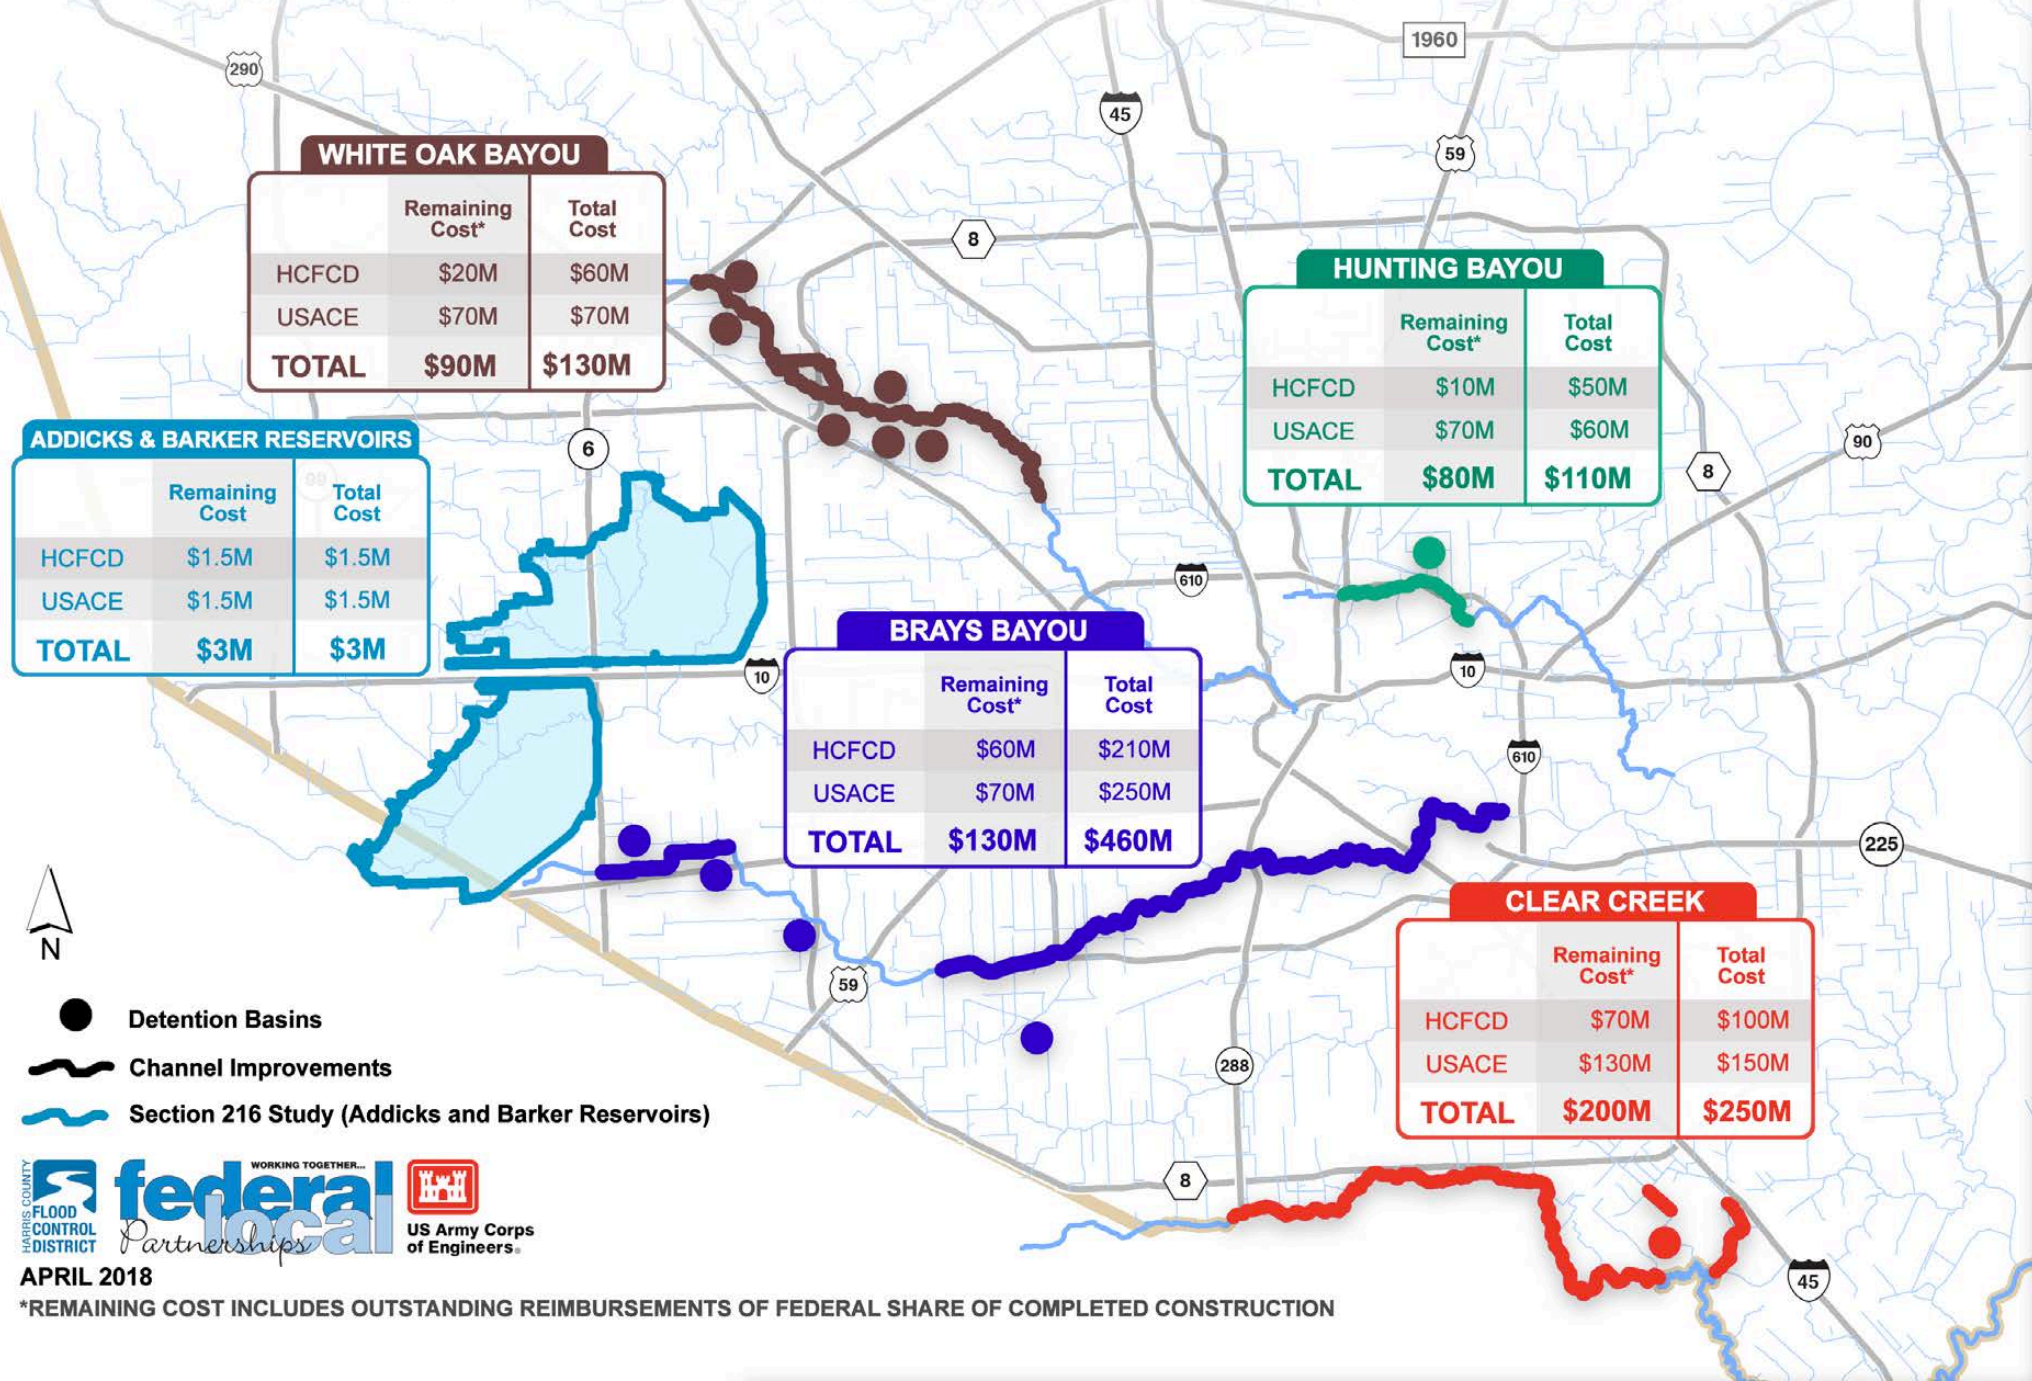 290
1960
45
59
WHITE OAK BAYOU
Remaining Cost* Total Cost
HCFCD $20M $60M
USACE $70M $70M
TOTAL $90M $130M
8
HUNTING BAYOU
Remaining Cost* Total Cost
HCFCD $10M $50M
USACE $70M $60M
TOTAL $80M $110M
ADDICKS & BARKER RESERVOIRS
Remaining Cost Total Cost
HCFCD $1.5M $1.5M
USACE $1.5M $1.5M
TOTAL $3M $3M
6
90
8
610
BRAYS BAYOU
Remaining Cost* Total Cost
HCFCD $60M $210M
USACE $70M $250M
TOTAL $130M $460M
10
10
610
225
CLEAR CREEK
Remaining Cost* Total Cost
HCFCD $70M $100M
USACE $130M $150M
TOTAL $200M $250M
59
288
8
45
N
Detention Basins
Channel Improvements
Section 216 Study (Addicks and Barker Reservoirs)
HARRIS COUNTY
FLOOD
CONTROL
DISTRICT
WORKING TOGETHER...
federal
local
Partnerships
US Army Corps
of Engineers®
APRIL 2018
*REMAINING COST INCLUDES OUTSTANDING REIMBURSEMENTS OF FEDERAL SHARE OF COMPLETED CONSTRUCTION